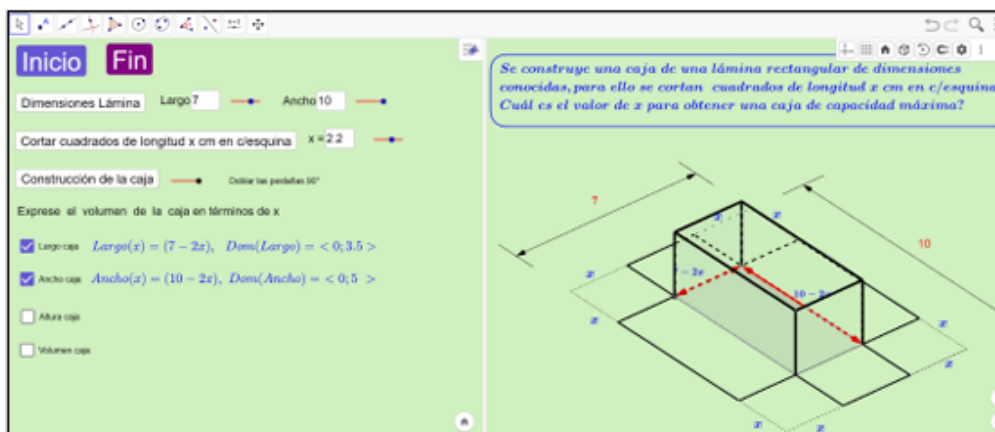 Inicio Fin
Dimensiones Lámina Largo 7 Ancho 10
Cortar cuadrados de longitud x cm en c/esquina x = 2.2
Construcción de la caja Doblar las pestañas 90°
Exprese el volumen de la caja en términos de x
Largo caja Largo(x) = (7 − 2x), Dom(Largo) = < 0; 3.5 >
Ancho caja Ancho(x) = (10 − 2x), Dom(Ancho) = < 0; 5 >
Altura caja
Volumen caja
Se construye una caja de una lámina rectangular de dimensiones
conocidas, para ello se cortan cuadrados de longitud x cm en c/esquina
Cuál es el valor de x para obtener una caja de capacidad máxima?
7
10
x
x
x
− 2x
10 − 2x
x
x
x
x
x